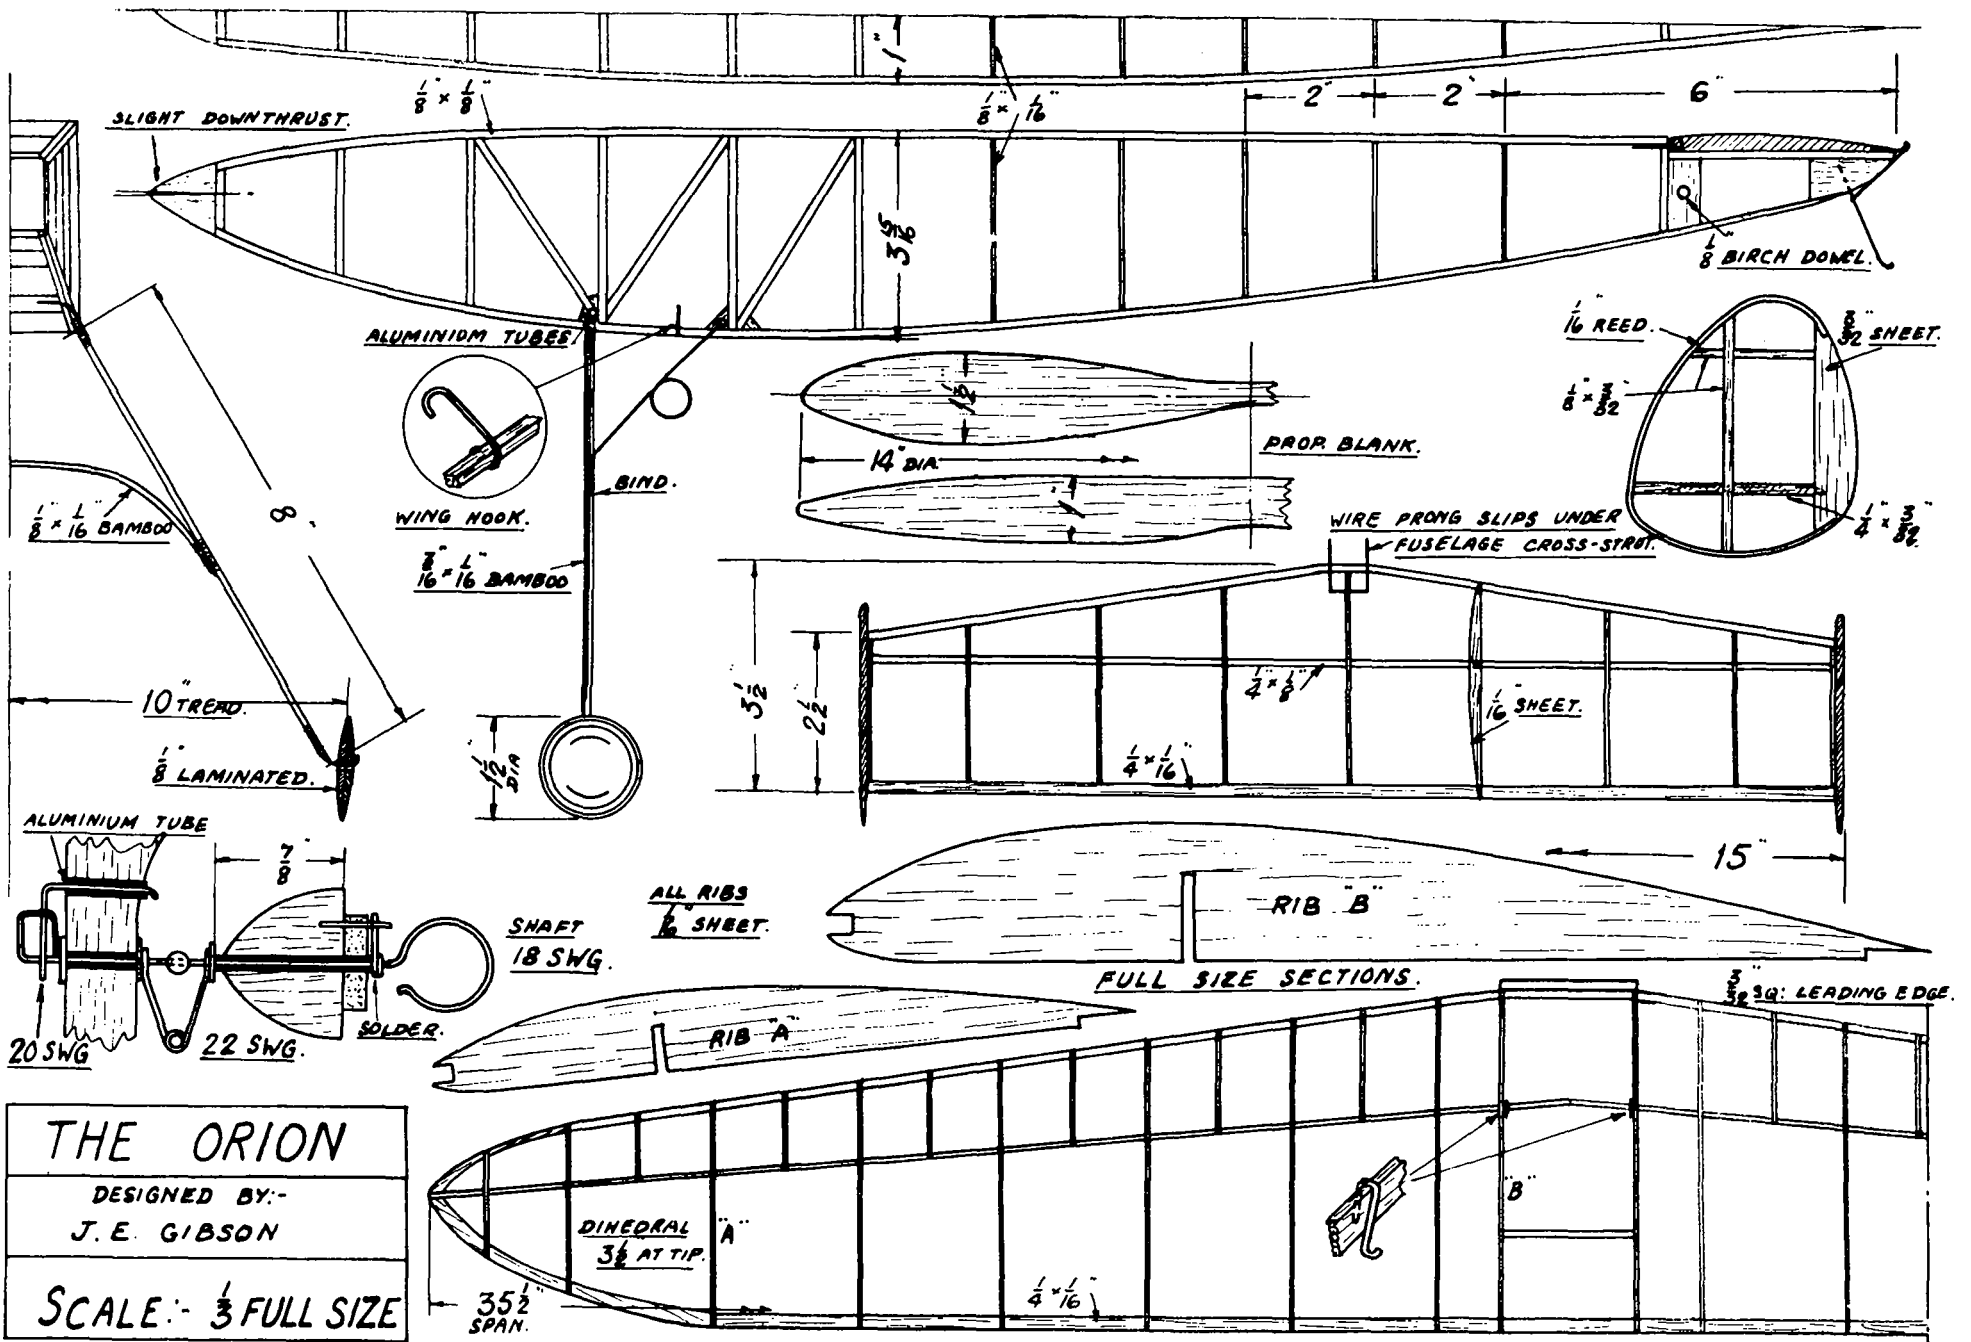 1"
1/8" × 1/8"
1/8" × 1/16"
2"
2"
6"
SLIGHT DOWNTHRUST.
3 5/16"
1/8" BIRCH DOWEL.
ALUMINIUM TUBES
1/16" REED.
3/32" SHEET.
1/8" × 3/32"
1/4" × 3/32"
1 1/2"
14" DIA
PROP. BLANK.
1"
8"
BIND.
WING HOOK.
1/8" × 1/16" BAMBOO
3/16" × 1/16" BAMBOO
WIRE PRONG SLIPS UNDER
FUSELAGE CROSS-STRUT.
3 1/2"
2 1/2"
1/4" × 1/8"
1/16" SHEET.
1/4" × 1/16"
10" TREAD.
1/8" LAMINATED.
1 1/2" DIA
15"
ALUMINIUM TUBE
7/8"
SHAFT
18 SWG.
SOLDER.
20 SWG
22 SWG.
ALL RIBS
1/16" SHEET.
RIB "B"
FULL SIZE SECTIONS.
3/32" SQ: LEADING EDGE.
RIB "A"
THE ORION
DESIGNED BY:-
J. E. GIBSON
SCALE:- 1/3 FULL SIZE
DIHEDRAL
3 1/2" AT TIP.
"A"
"B"
35 1/2"
SPAN.
1/4" × 1/16"